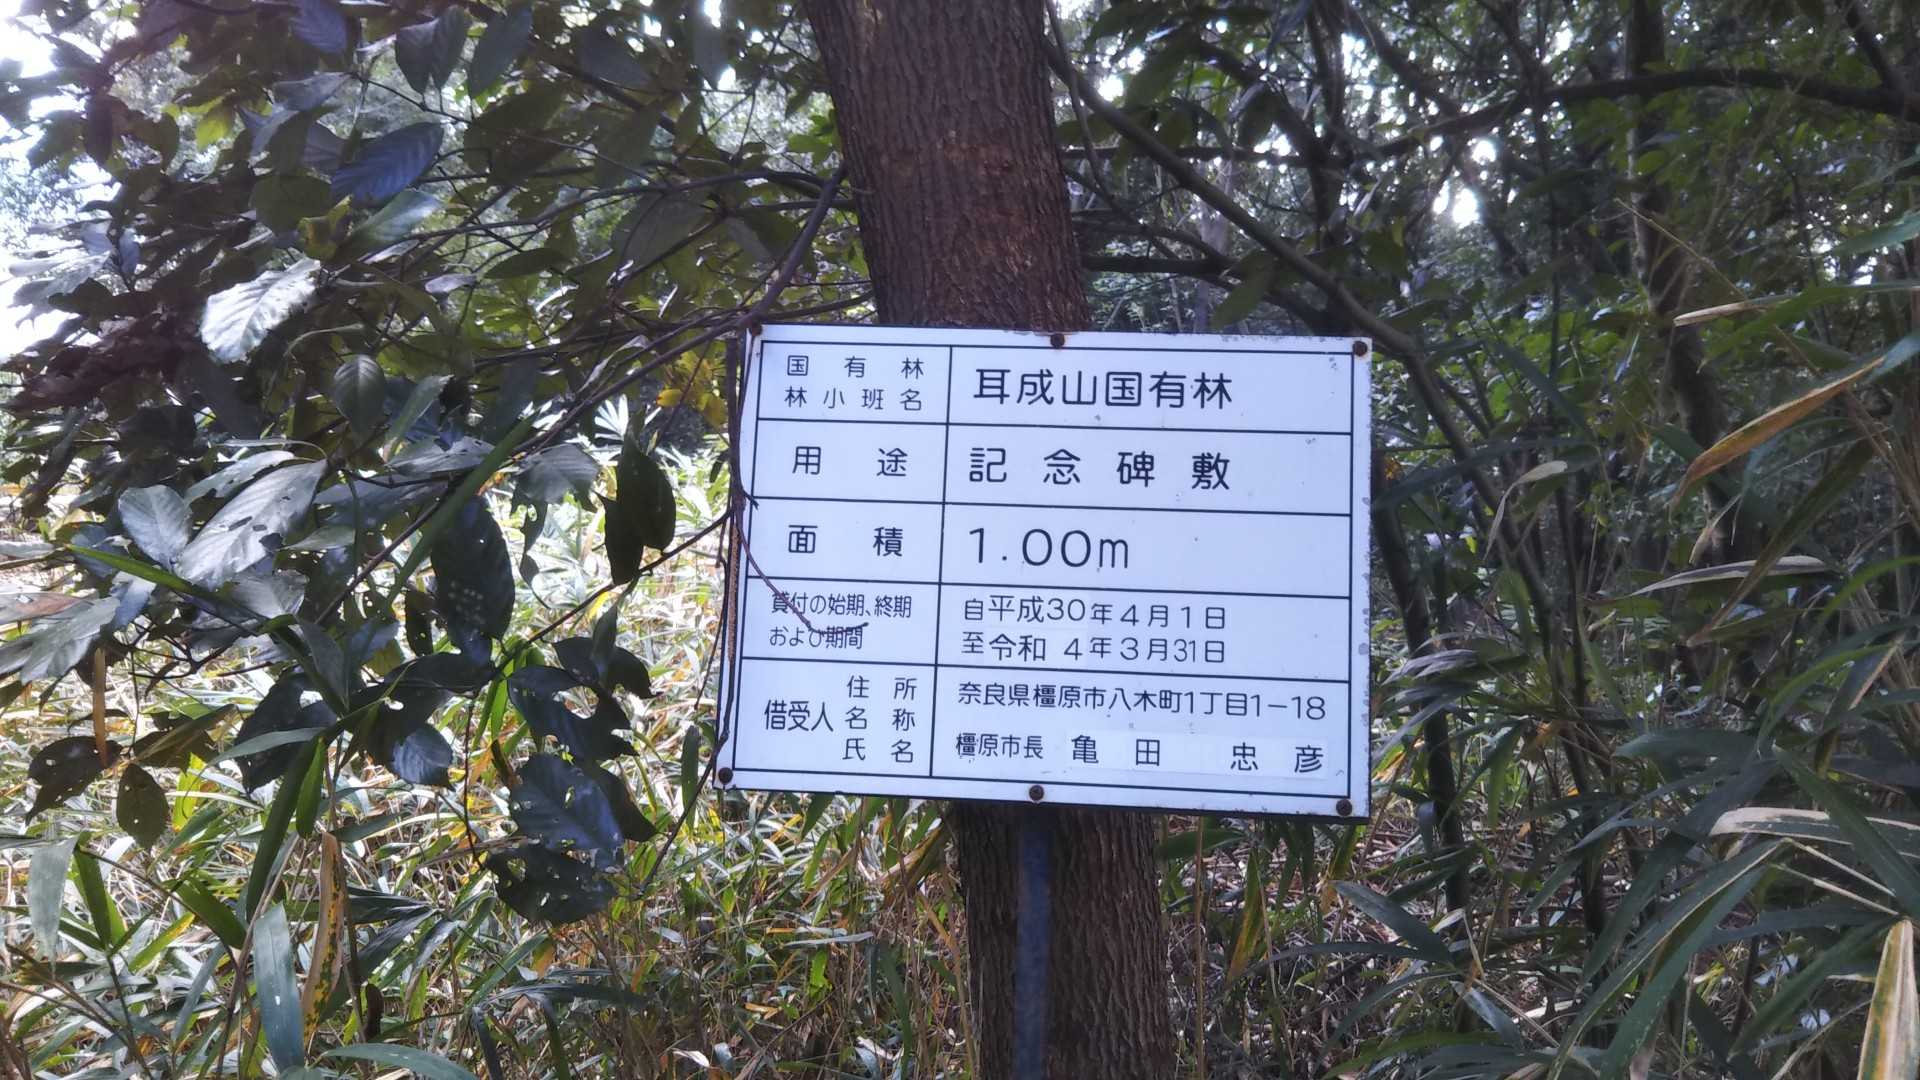 国有林
林小班名
耳成山国有林
用途
記念碑敷
面積
1.00m
貸付の始期、終期
および期間
自平成30年4月1日
至令和 4年3月31日
借受人
住所
名称
氏名
奈良県橿原市八木町1丁目1-18
橿原市長 亀田 忠彦